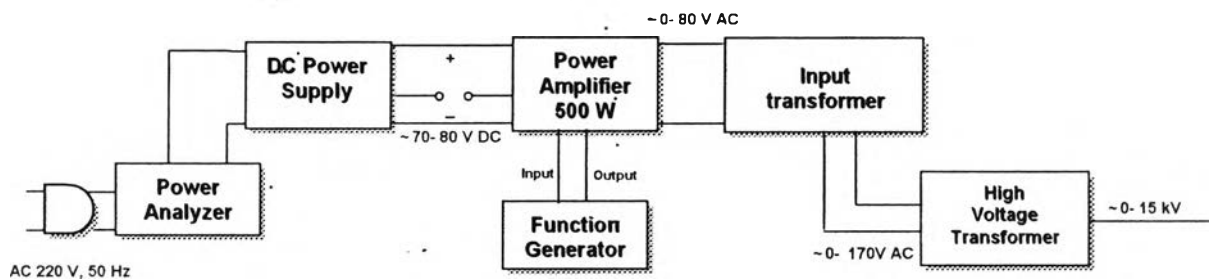 ~0- 80 V AC
D.C Power
Supply
+
−
~70- 80 V DC
Power
Amplifier
500 W
Input
transformer
Input
Output
Power
Analyzer
Function
Generator
High
Voltage
Transformer
~0- 15 kV
~0- 170V AC
AC 220 V, 50 Hz